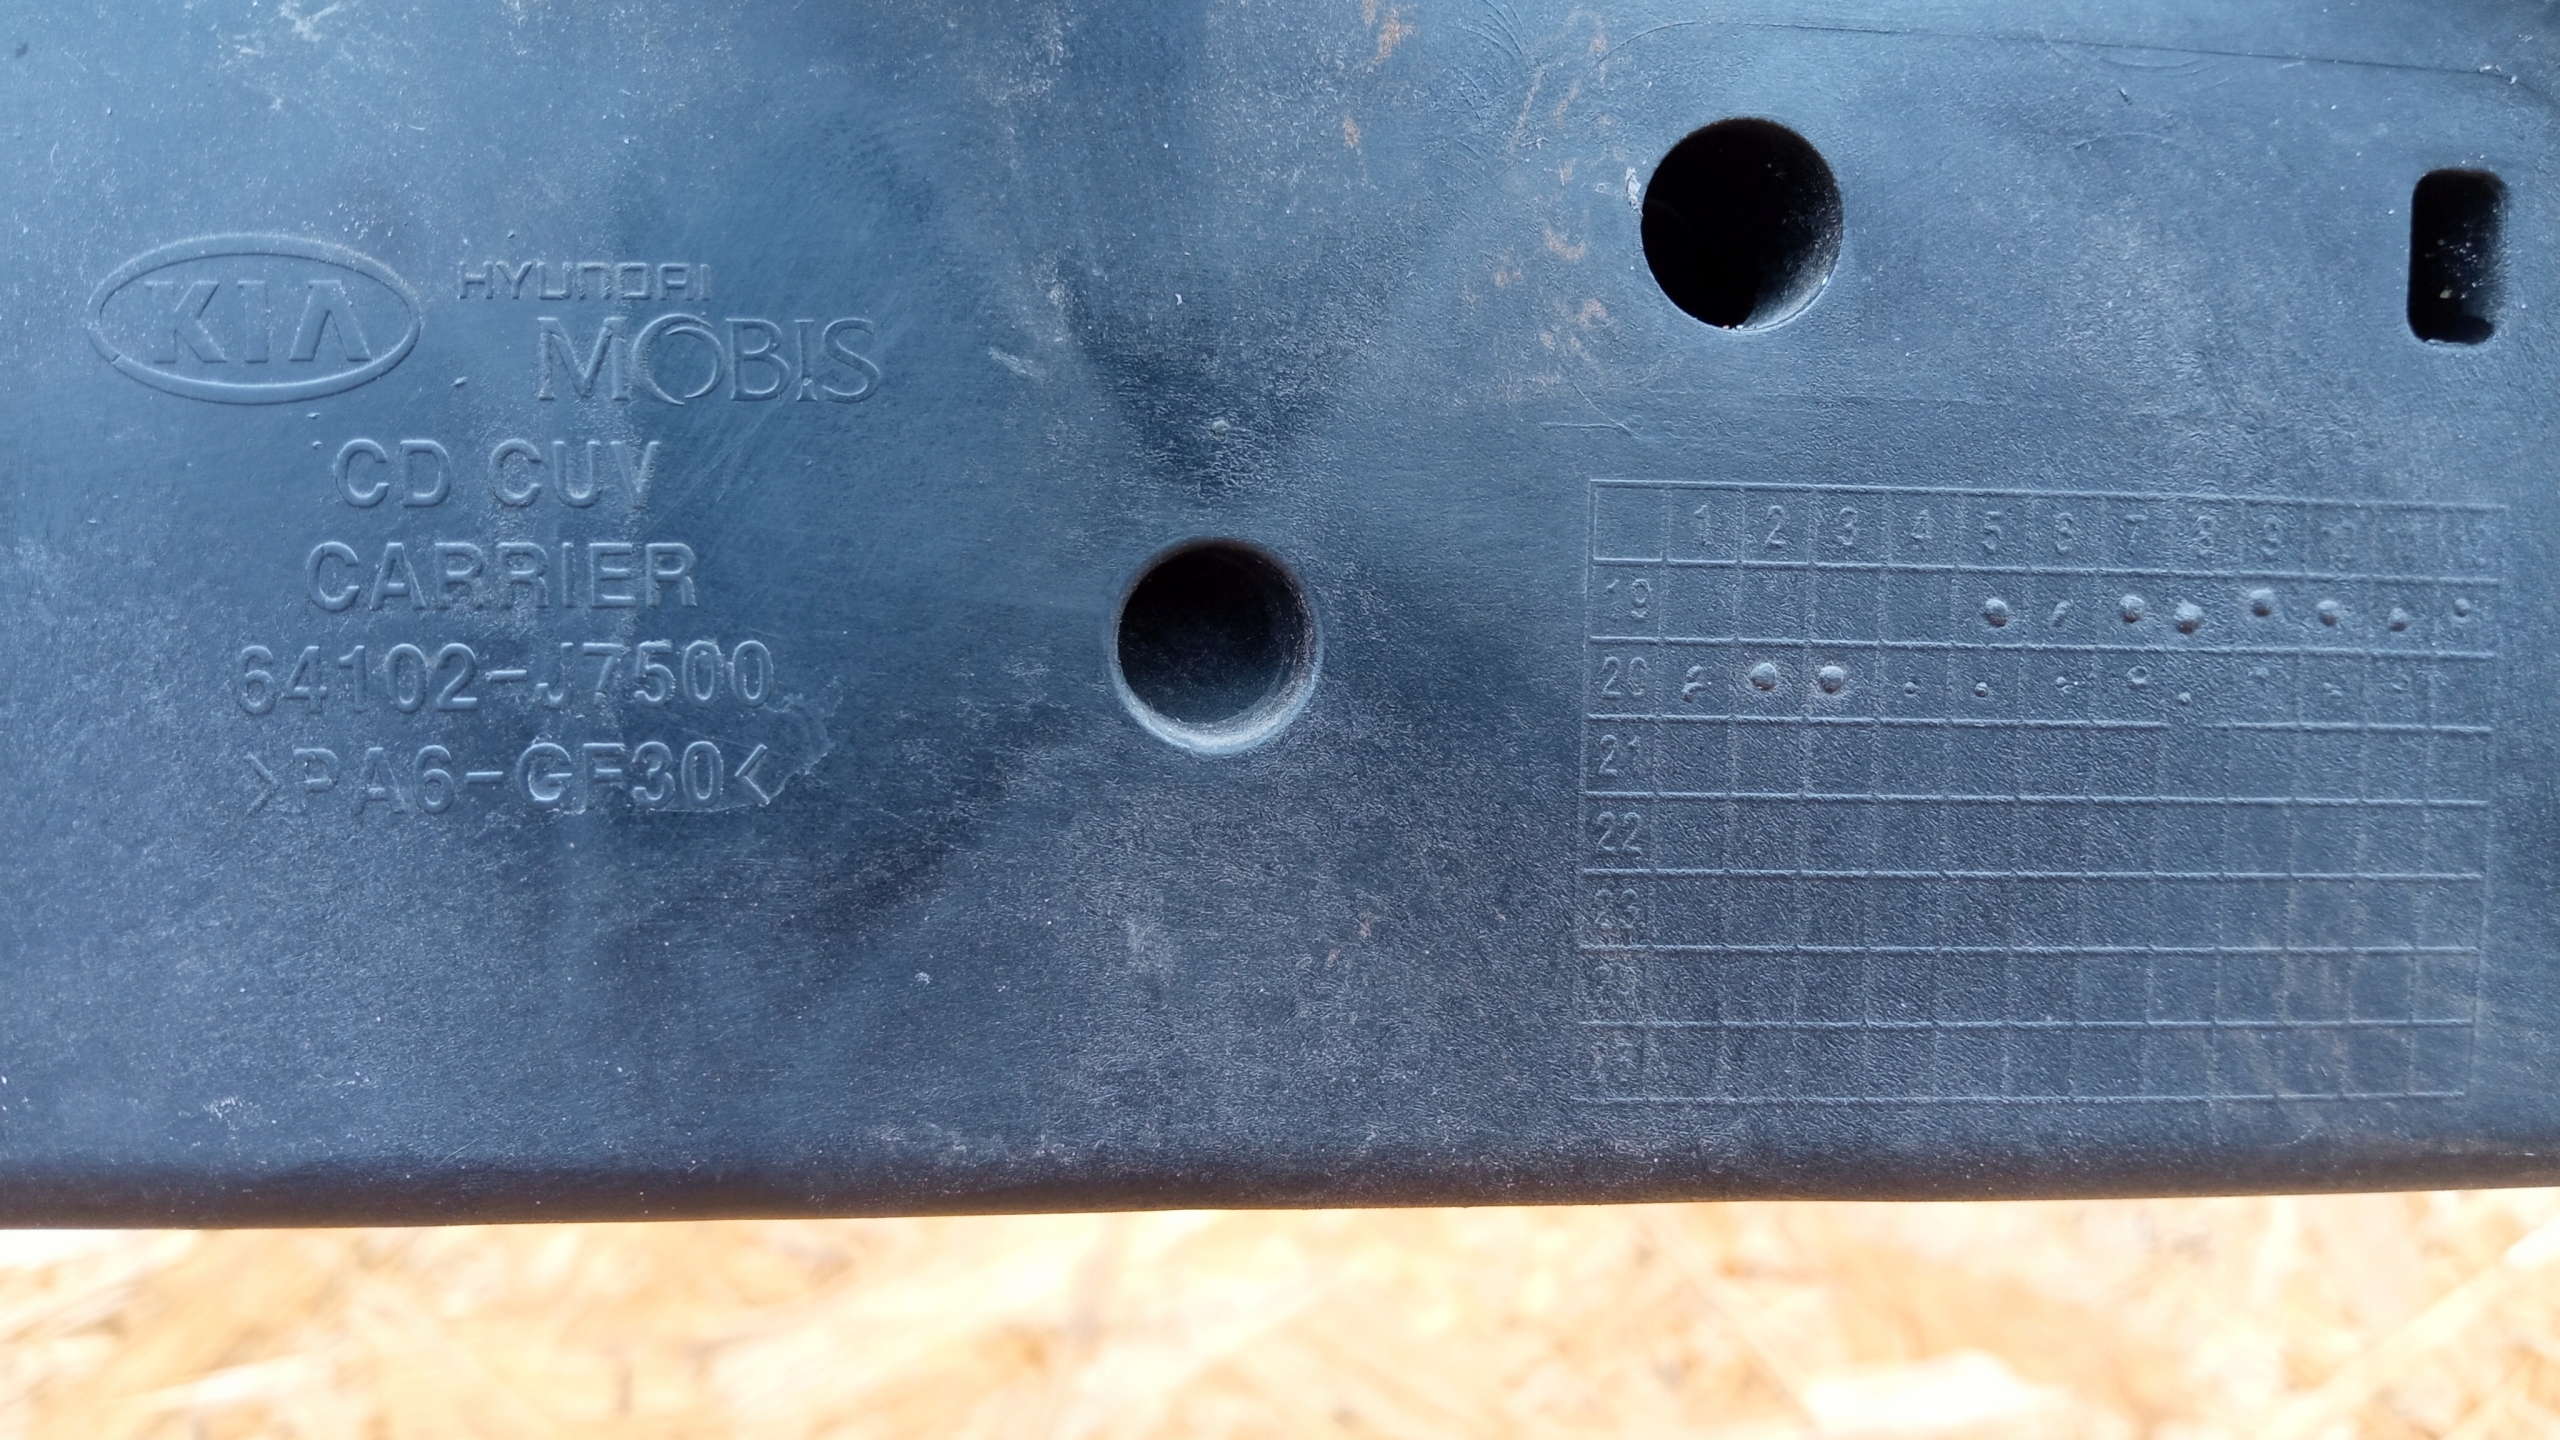 KIA
HYUNDAI
MOBIS
CD CUV
CARRIER
64102-J7500
>PA6-GF30<
1 2 3 4 5 6 7 8 9 10
19
20
21
22
23